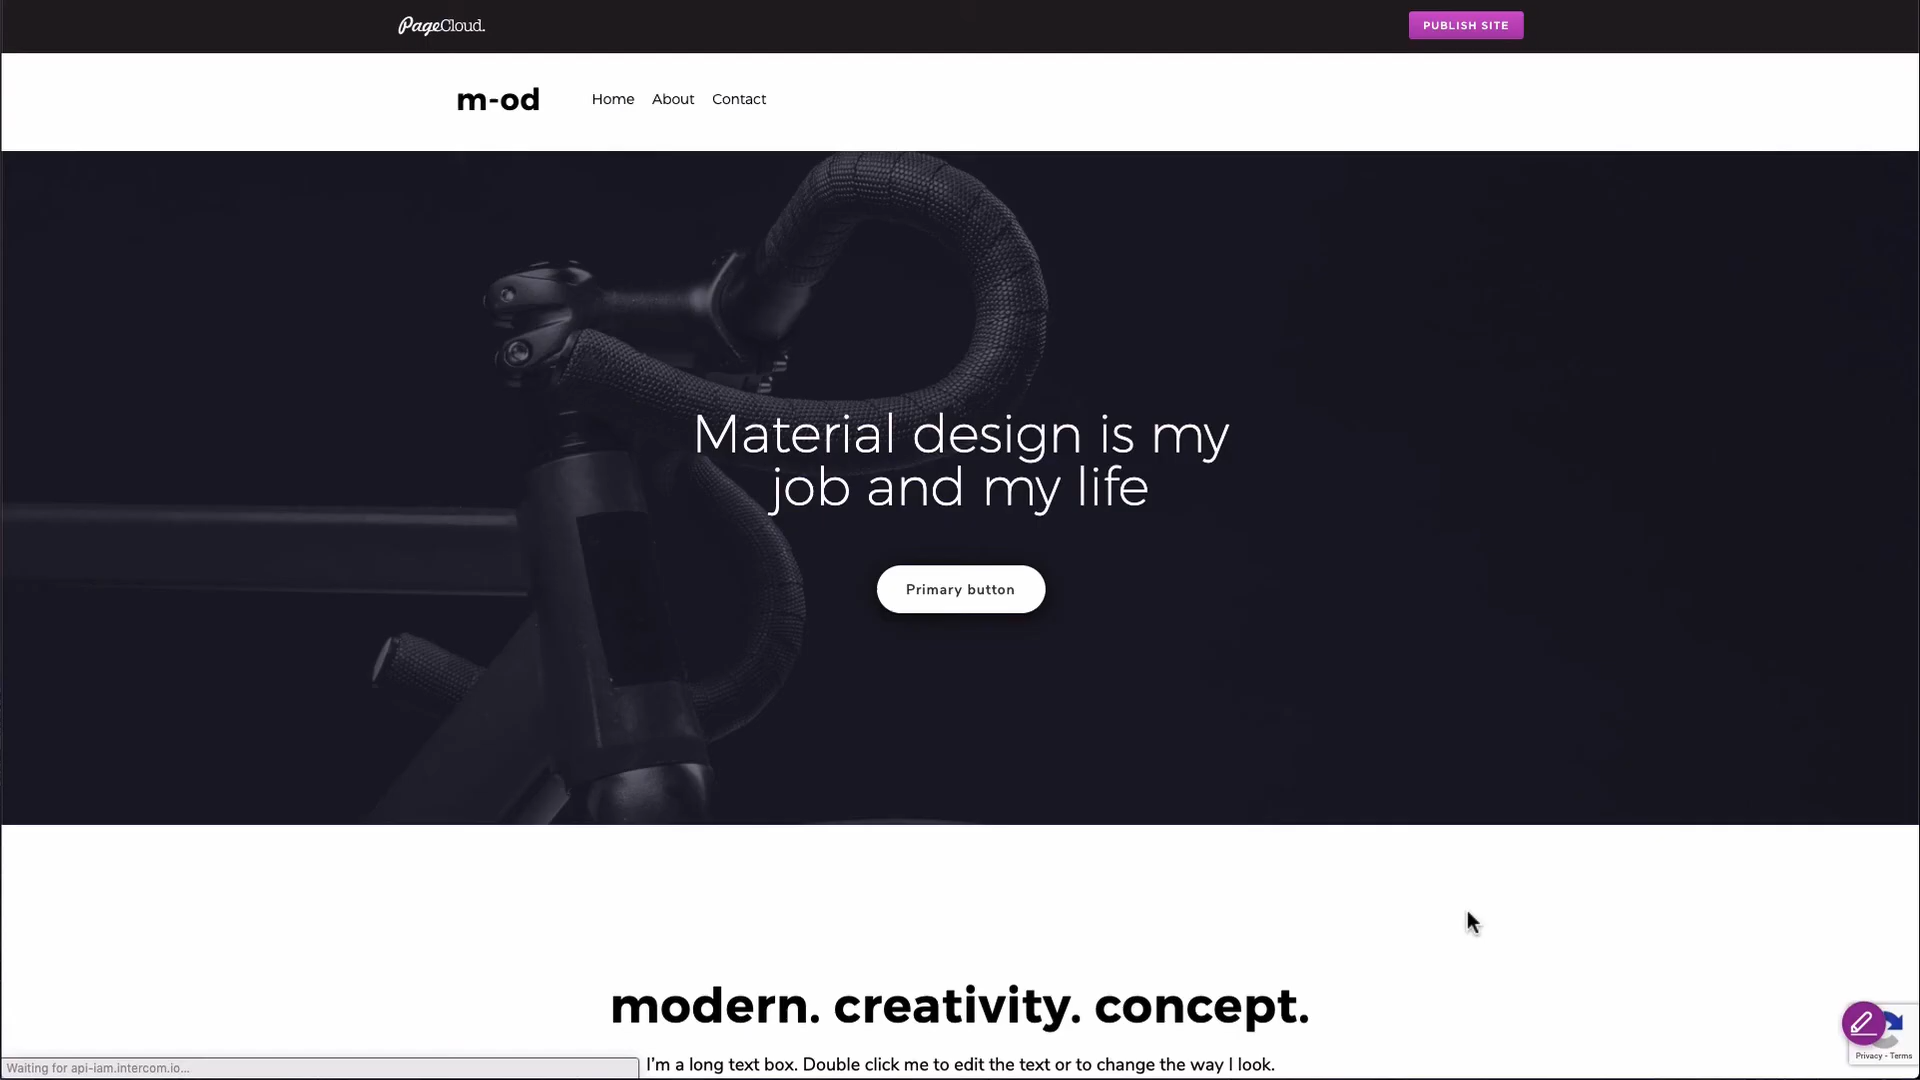 PageCloud.
PUBLISH SITE
m-od
Home About Contact
Material design is my
job and my life
Primary button
modern. creativity. concept.
I'm a long text box. Double click me to edit the text or to change the way I look.
Waiting for api-iam.intercom.io...
Privacy - Terms